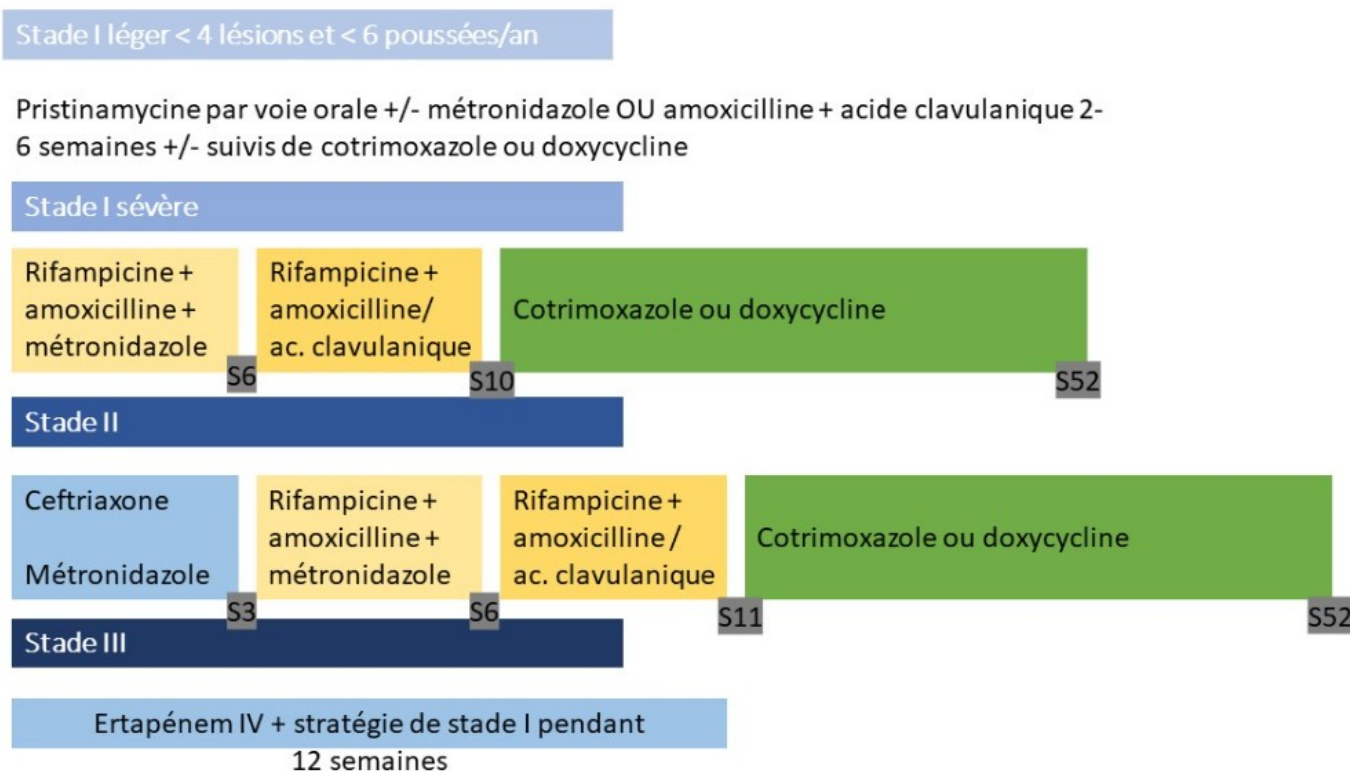 Stade I léger < 4 lésions et < 6 poussées/an
Pristinamycine par voie orale +/- métronidazole OU amoxicilline + acide clavulanique 2-
6 semaines +/- suivis de cotrimoxazole ou doxycycline
Stade I sévère
Rifampicine +
amoxicilline +
métronidazole
S6
Rifampicine +
amoxicilline/
ac. clavulanique
S10
Cotrimoxazole ou doxycycline
S52
Stade II
Ceftriaxone
Métronidazole
S3
Rifampicine +
amoxicilline +
métronidazole
S6
Rifampicine +
amoxicilline /
ac. clavulanique
S11
Cotrimoxazole ou doxycycline
S52
Stade III
Ertapénem IV + stratégie de stade I pendant
12 semaines